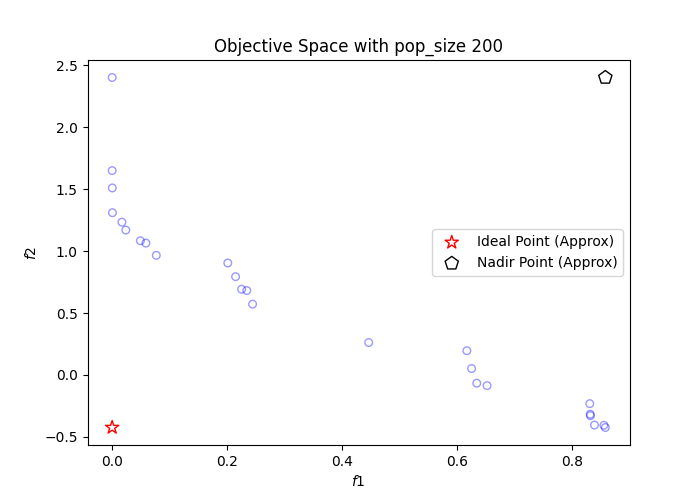 Objective Space with pop_size 200
2.5
2.0
1.5
1.0
0.5
0.0
−0.5
f2
Ideal Point (Approx)
Nadir Point (Approx)
0.0 0.2 0.4 0.6 0.8
f1